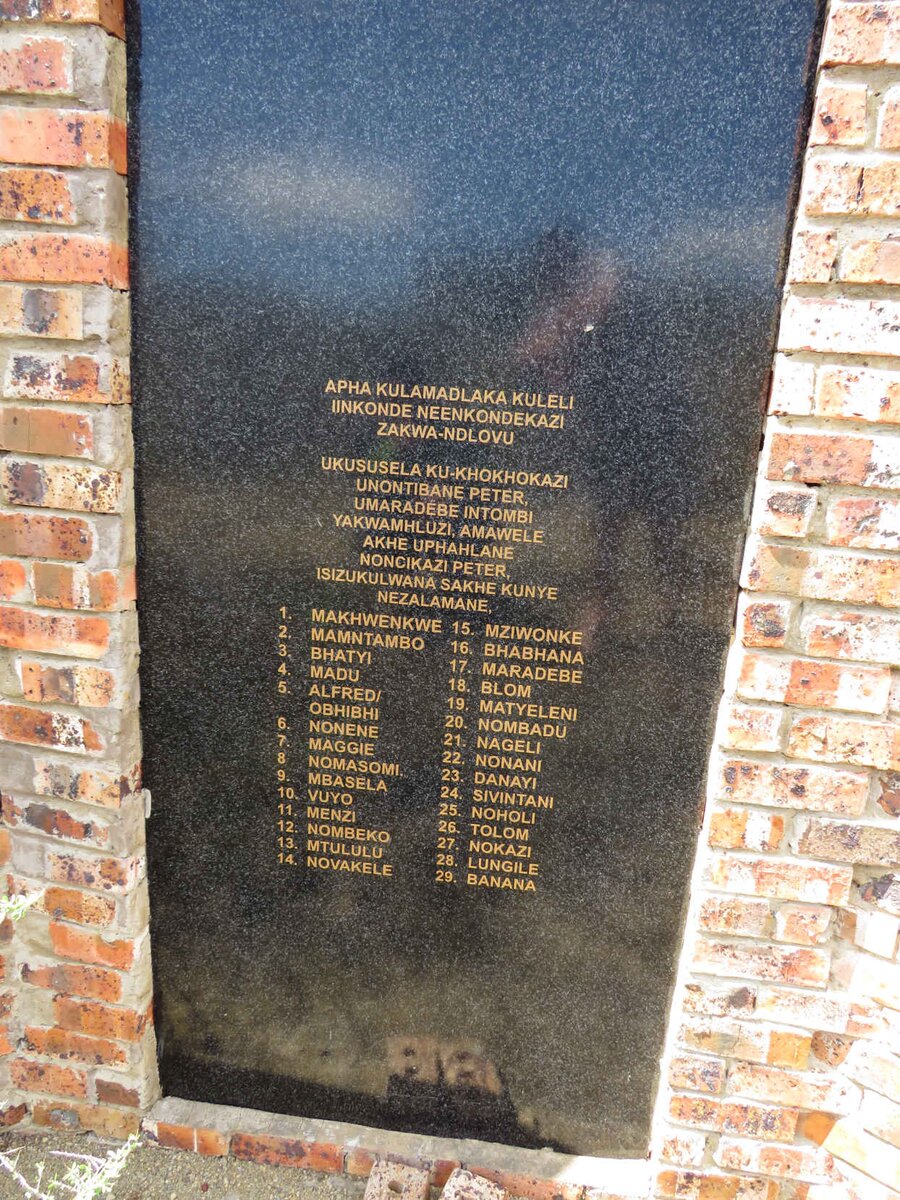 APHA KULAMADLAKA KULELI
IINKONDE NEENKONDEKAZI
ZAKWA-NDLOVU
UKUSUSELA KU-KHOKHOKAZI
UNONTIBANE PETER,
UMARADEBE INTOMBI
YAKWAMHLUZI, AMAWELE
AKHE UPHAHLANE
NONCIKAZI PETER,
ISIZUKULWANA SAKHE KUNYE
NEZALAMANE,
1. MAKHWENKWE
2. MAMNTAMBO
3. BHATYI
4. MADU
5. ALFRED/
OBHIBHI
6. NONENE
7. MAGGIE
8 NOMASOMI.
9. MBASELA
10. VUYO
11. MENZI
12. NOMBEKO
13. MTULULU
14. NOVAKELE
15. MZIWONKE
16. BHABHANA
17. MARADEBE
18. BLOM
19. MATYELENI
20. NOMBADU
21. NAGELI
22. NONANI
23. DANAYI
24. SIVINTANI
25. NOHOLI
26. TOLOM
27. NOKAZI
28. LUNGILE
29. BANANA